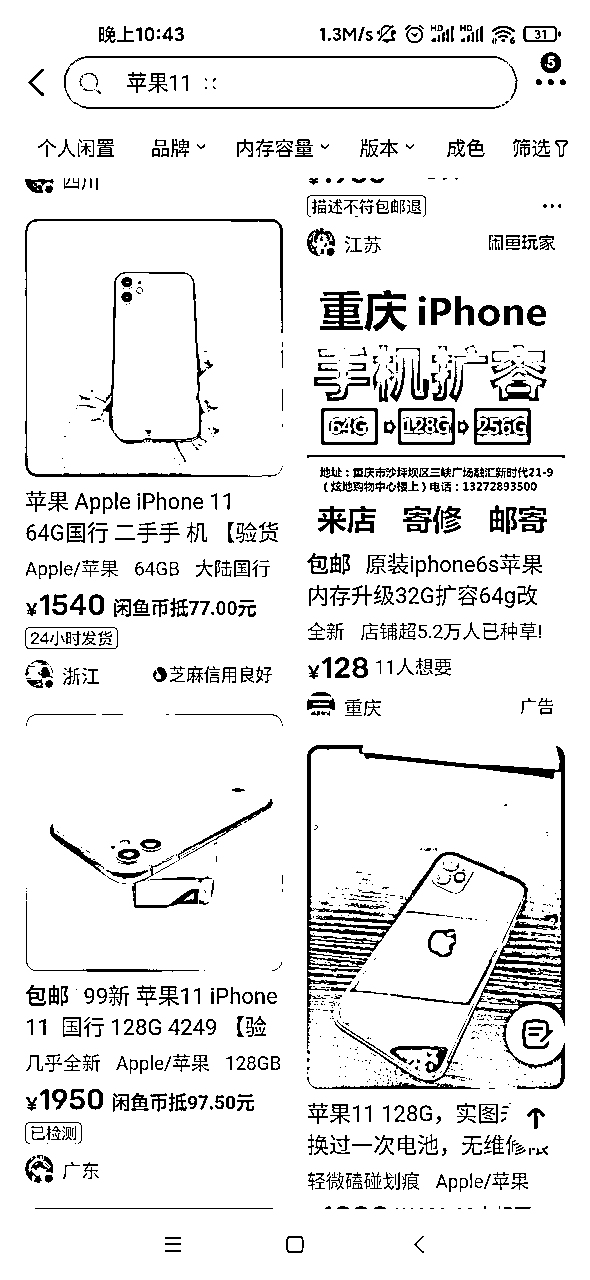 晚上10:43
1.3M/s
31
苹果11
5
个人闲置 品牌 内存容量 版本 成色 筛选
四川
苹果 Apple iPhone 11
64G国行 二手手 机 【验货
Apple/苹果 64GB 大陆国行
¥1540 闲鱼币抵77.00元
24小时发货
浙江 芝麻信用良好
包邮 99新 苹果11 iPhone
11 国行 128G 4249 【验
几乎全新 Apple/苹果 128GB
¥1950 闲鱼币抵97.50元
已检测
广东
描述不符包邮退
江苏 闲鱼玩家
重庆 iPhone
手机扩容
64G 128G 256G
地址：重庆市沙坪坝区三峡广场融汇新时代21-9
（炫地购物中心楼上）电话：13272893500
来店 寄修 邮寄
包邮 原装iphone6s苹果
内存升级32G扩容64g改
全新 店铺超5.2万人已种草!
¥128 11人想要
重庆 广告
苹果11 128G，实图
换过一次电池，无维修
轻微磕碰划痕 Apple/苹果